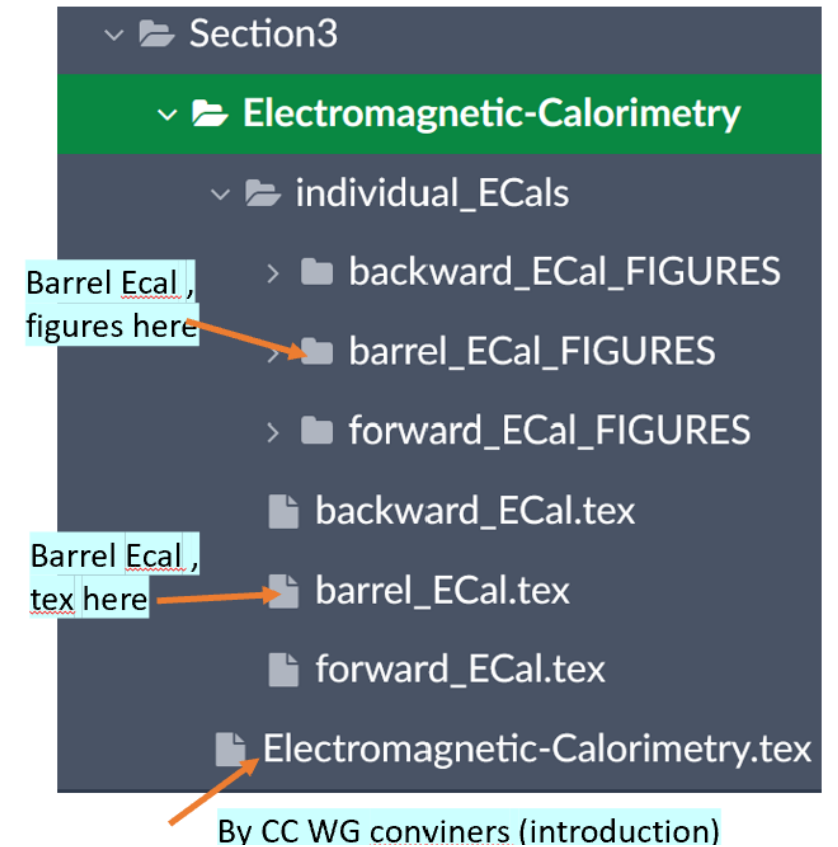 Section3
Electromagnetic-Calorimetry
individual_ECals
backward_ECal_FIGURES
Barrel Ecal ,
figures here
barrel_ECal_FIGURES
forward_ECal_FIGURES
backward_ECal.tex
Barrel Ecal ,
tex here
barrel_ECal.tex
forward_ECal.tex
Electromagnetic-Calorimetry.tex
By CC WG conviners (introduction)